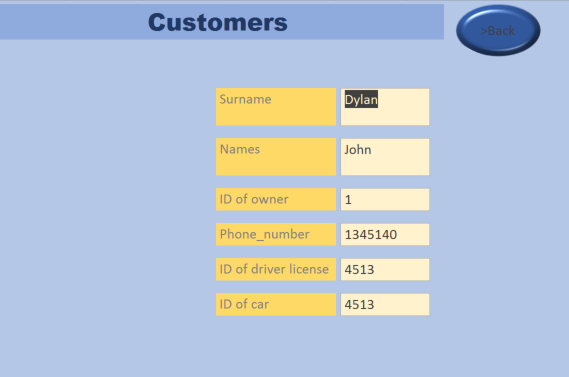 Customers
>Back
Surname Dylan
Names John
ID of owner 1
Phone_number 1345140
ID of driver license 4513
ID of car 4513